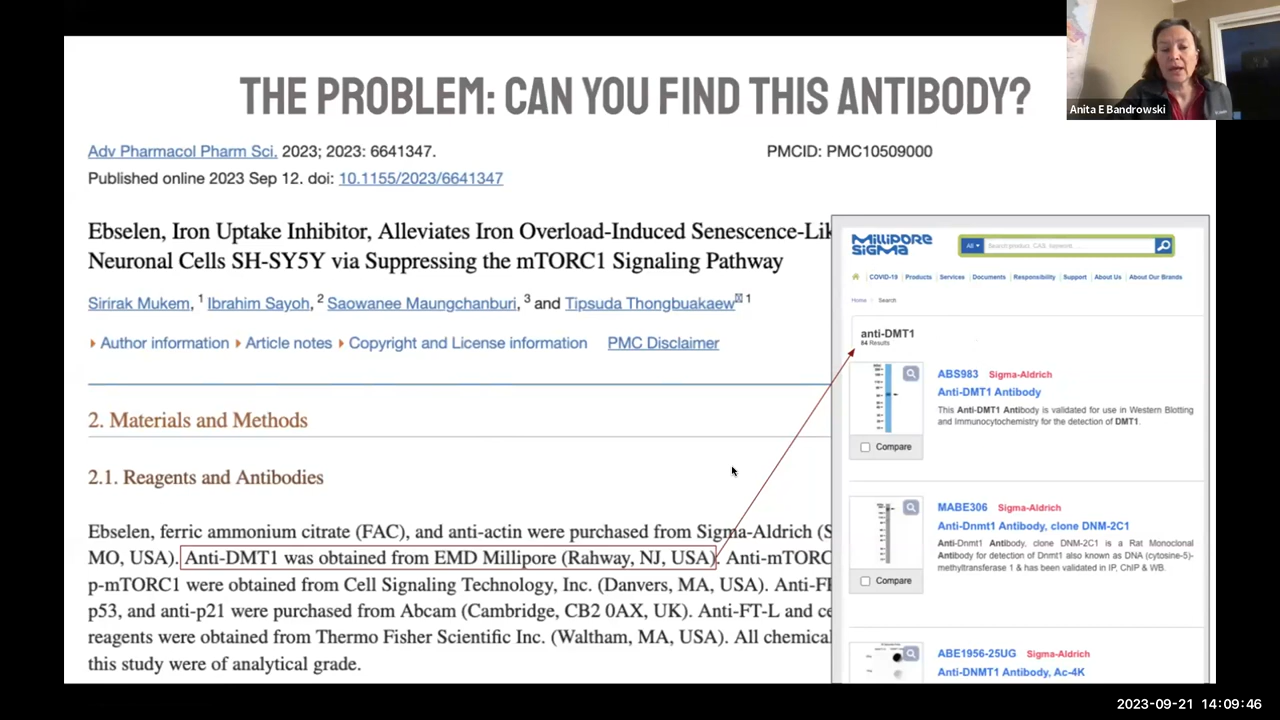 THE PROBLEM: CAN YOU FIND THIS ANTIBODY?
Anita E Bandrowski
Adv Pharmacol Pharm Sci. 2023; 2023: 6641347.
PMCID: PMC10509000
Published online 2023 Sep 12. doi: 10.1155/2023/6641347
Ebselen, Iron Uptake Inhibitor, Alleviates Iron Overload-Induced Senescence-Lik
Neuronal Cells SH-SY5Y via Suppressing the mTORC1 Signaling Pathway
Sirirak Mukem, 1 Ibrahim Sayoh, 2 Saowanee Maungchanburi, 3 and Tipsuda Thongbuakaew 1
Author information Article notes Copyright and License information PMC Disclaimer
2. Materials and Methods
2.1. Reagents and Antibodies
Ebselen, ferric ammonium citrate (FAC), and anti-actin were purchased from Sigma-Aldrich (S
MO, USA). Anti-DMT1 was obtained from EMD Millipore (Rahway, NJ, USA). Anti-mTORC
p-mTORC1 were obtained from Cell Signaling Technology, Inc. (Danvers, MA, USA). Anti-F
p53, and anti-p21 were purchased from Abcam (Cambridge, CB2 0AX, UK). Anti-FT-L and ce
reagents were obtained from Thermo Fisher Scientific Inc. (Waltham, MA, USA). All chemical
this study were of analytical grade.
MILLIPORE
SIGMA
All Search product, CAS, keyword, ...
COVID-19 Products Services Documents Responsibility Support About Us About Our Brands
Home Search
anti-DMT1
84 Results
ABS983 Sigma-Aldrich
Anti-DMT1 Antibody
This Anti-DMT1 Antibody is validated for use in Western Blotting
and Immunocytochemistry for the detection of DMT1.
Compare
MABE306 Sigma-Aldrich
Anti-Dnmt1 Antibody, clone DNM-2C1
Anti-Dnmt1 Antibody, clone DNM-2C1 is a Rat Monoclonal
Antibody for detection of Dnmt1 also known as DNA (cytosine-5)-
methyltransferase 1 & has been validated in IP, ChIP & WB.
Compare
ABE1956-25UG Sigma-Aldrich
Anti-DNMT1 Antibody, Ac-4K
2023-09-21 14:09:46